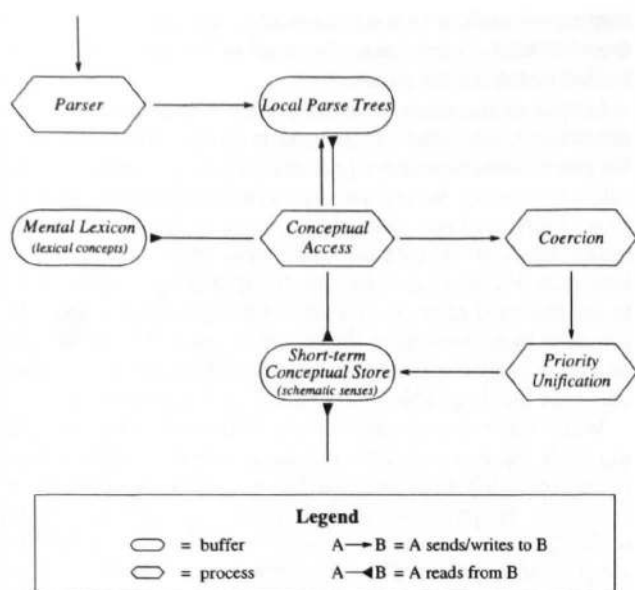 Parser
Local Parse Trees
Mental Lexicon
(lexical concepts)
Conceptual
Access
Coercion
Short-term
Conceptual Store
(schematic senses)
Priority
Unification
Legend
= buffer
A B = A sends/writes to B
= process
A B = A reads from B